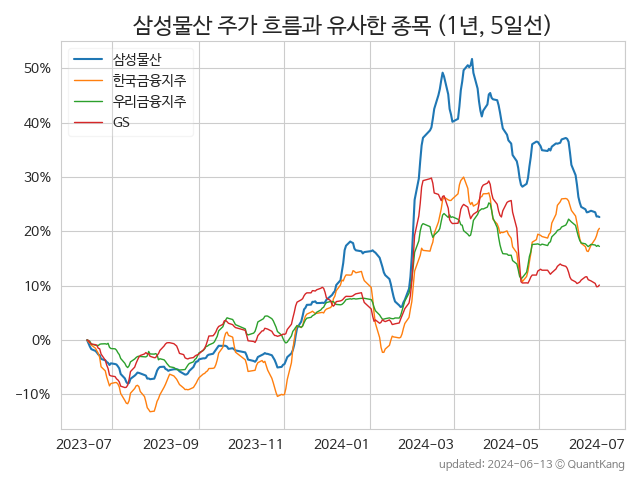 삼성물산 주가 흐름과 유사한 종목 (1년, 5일선)
삼성물산
한국금융지주
우리금융지주
GS
50%
40%
30%
20%
10%
0%
−10%
2023-07 2023-09 2023-11 2024-01 2024-03 2024-05 2024-07
updated: 2024-06-13 ⓒ QuantKang